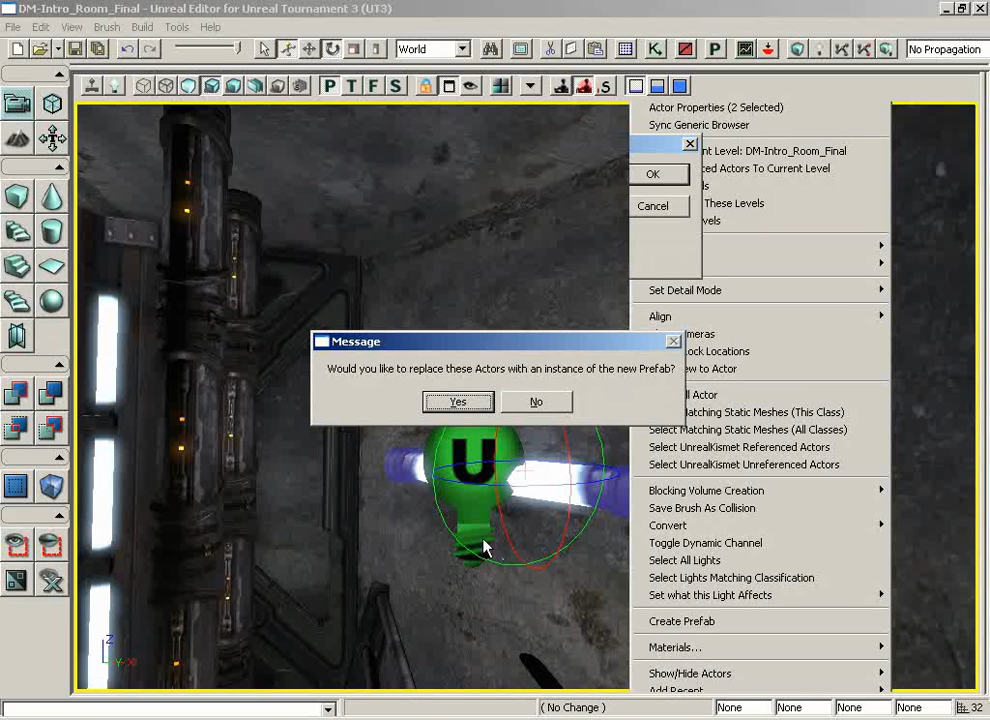 DM-Intro_Room_Final - Unreal Editor for Unreal Tournament 3 (UT3)
File Edit View Brush Build Tools Help
World
K
P
No Propagation
P T F S
S
Actor Properties (2 Selected)
Sync Generic Browser
ent Level: DM-Intro_Room_Final
ced Actors To Current Level
OK
ls
Cancel
These Levels
vels
Set Detail Mode
Align
meras
Message
ock Locations
Would you like to replace these Actors with an instance of the new Prefab?
w to Actor
Yes
No
ll Actor
Matching Static Meshes (This Class)
Select Matching Static Meshes (All Classes)
U
Select UnrealKismet Referenced Actors
Select UnrealKismet Unreferenced Actors
Blocking Volume Creation
Save Brush As Collision
Convert
Toggle Dynamic Channel
Select All Lights
Select Lights Matching Classification
Set what this Light Affects
Create Prefab
Z
Materials...
Y X
Show/Hide Actors
Add Recent
( No Change )
None
None
None
None
32